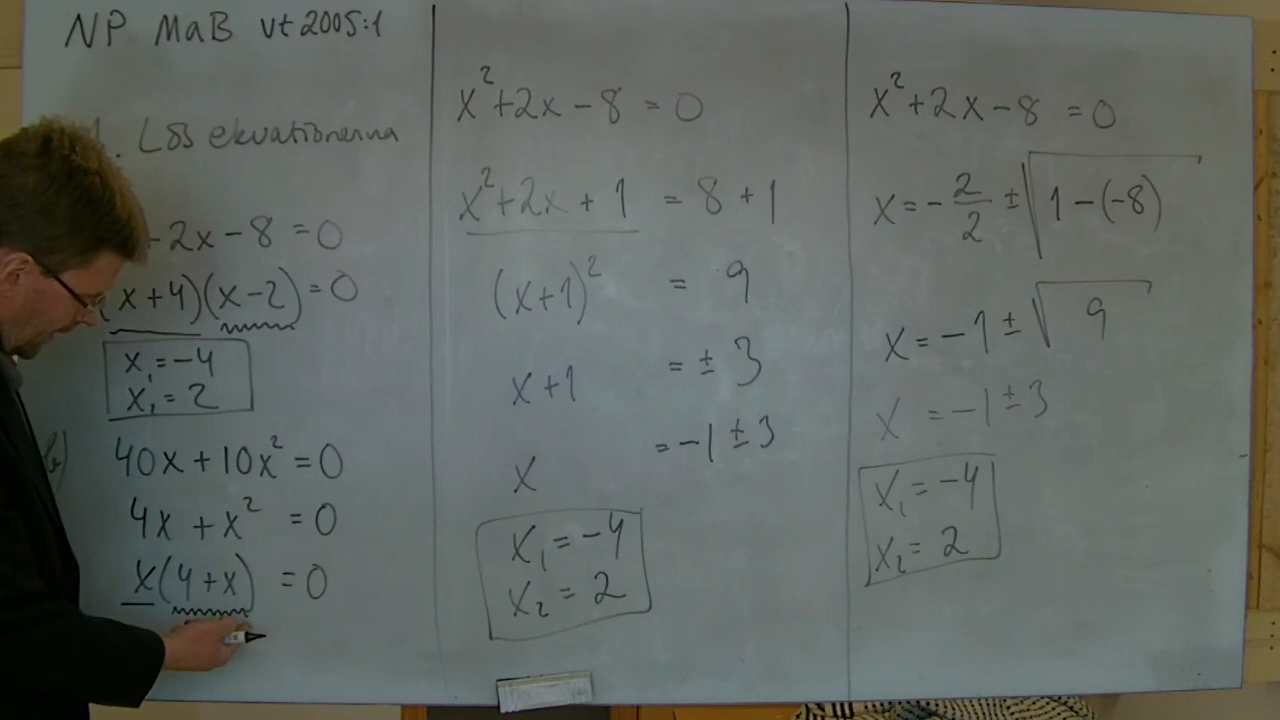 NP MaB vt 2005:1
1. Lös ekvationerna
-2x-8=0
(x+4)(x-2)=0
x₁=-4
x₁=2
b)
40x+10x²=0
4x+x²=0
x(4+x)=0
x²+2x-8=0
x²+2x+1=8+1
(x+1)²=9
x+1=±3
x=-1±3
x₁=-4
x₂=2
x²+2x-8=0
x=-2/2±√1-(-8)
x=-1±√9
x=-1±3
x₁=-4
x₂=2